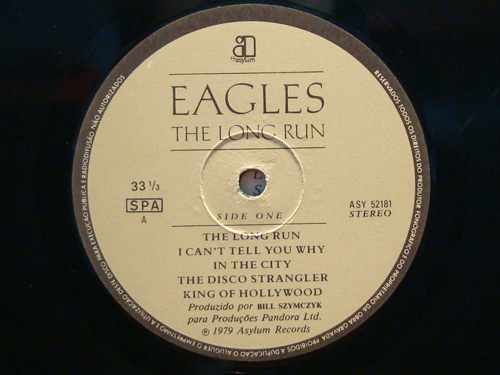 asylum
EAGLES
THE LONG RUN
33 1/3
SPA
A
E
S
SIDE ONE
ASY 52181
STEREO
THE LONG RUN
I CAN'T TELL YOU WHY
IN THE CITY
THE DISCO STRANGLER
KING OF HOLLYWOOD
Produzido por BILL SZYMCZYK
para Produções Pandora Ltd.
℗ 1979 Asylum Records
RESERVADOS TODOS OS DIREITOS DO PRODUTOR FONOGRÁFICO E DO PROPRIETÁRIO DA OBRA GRAVADA PROIBIDOS A DUPLICAÇÃO O ALUGUER O EMPRÉSTIMO E A UTILIZAÇÃO DESTE DISCO PARA EXECUÇÃO PÚBLICA E RADIODIFUSÃO NÃO AUTORIZADOS